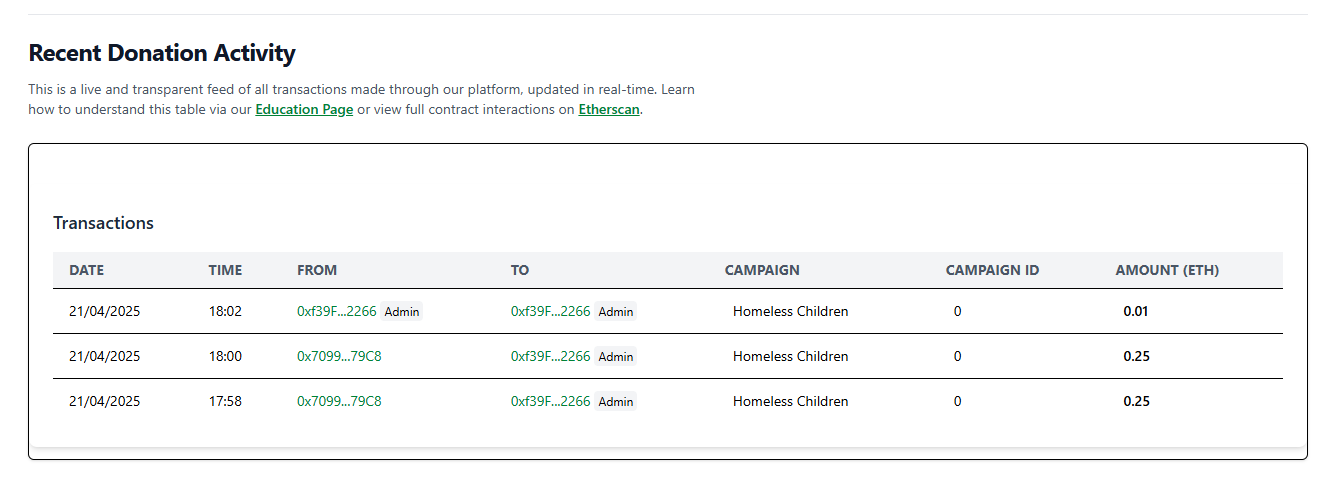 Recent Donation Activity
This is a live and transparent feed of all transactions made through our platform, updated in real-time. Learn
how to understand this table via our Education Page or view full contract interactions on Etherscan.
Transactions
DATE TIME FROM TO CAMPAIGN CAMPAIGN ID AMOUNT (ETH)
21/04/2025 18:02 0xf39F...2266 Admin 0xf39F...2266 Admin Homeless Children 0 0.01
21/04/2025 18:00 0x7099...79C8 0xf39F...2266 Admin Homeless Children 0 0.25
21/04/2025 17:58 0x7099...79C8 0xf39F...2266 Admin Homeless Children 0 0.25